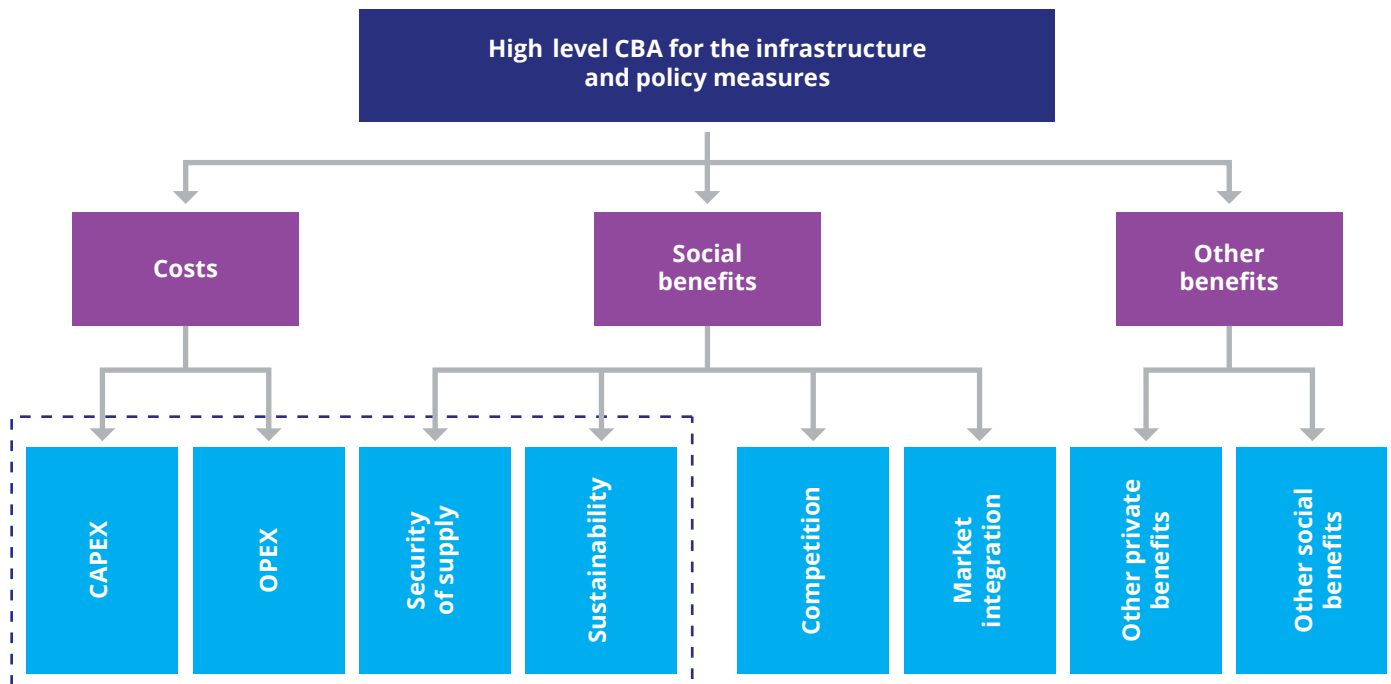 High level CBA for the infrastructure
and policy measures
Costs
Social
benefits
Other
benefits
CAPEX
OPEX
Security
of supply
Sustainability
Competition
Market
integration
Other private
benefits
Other social
benefits